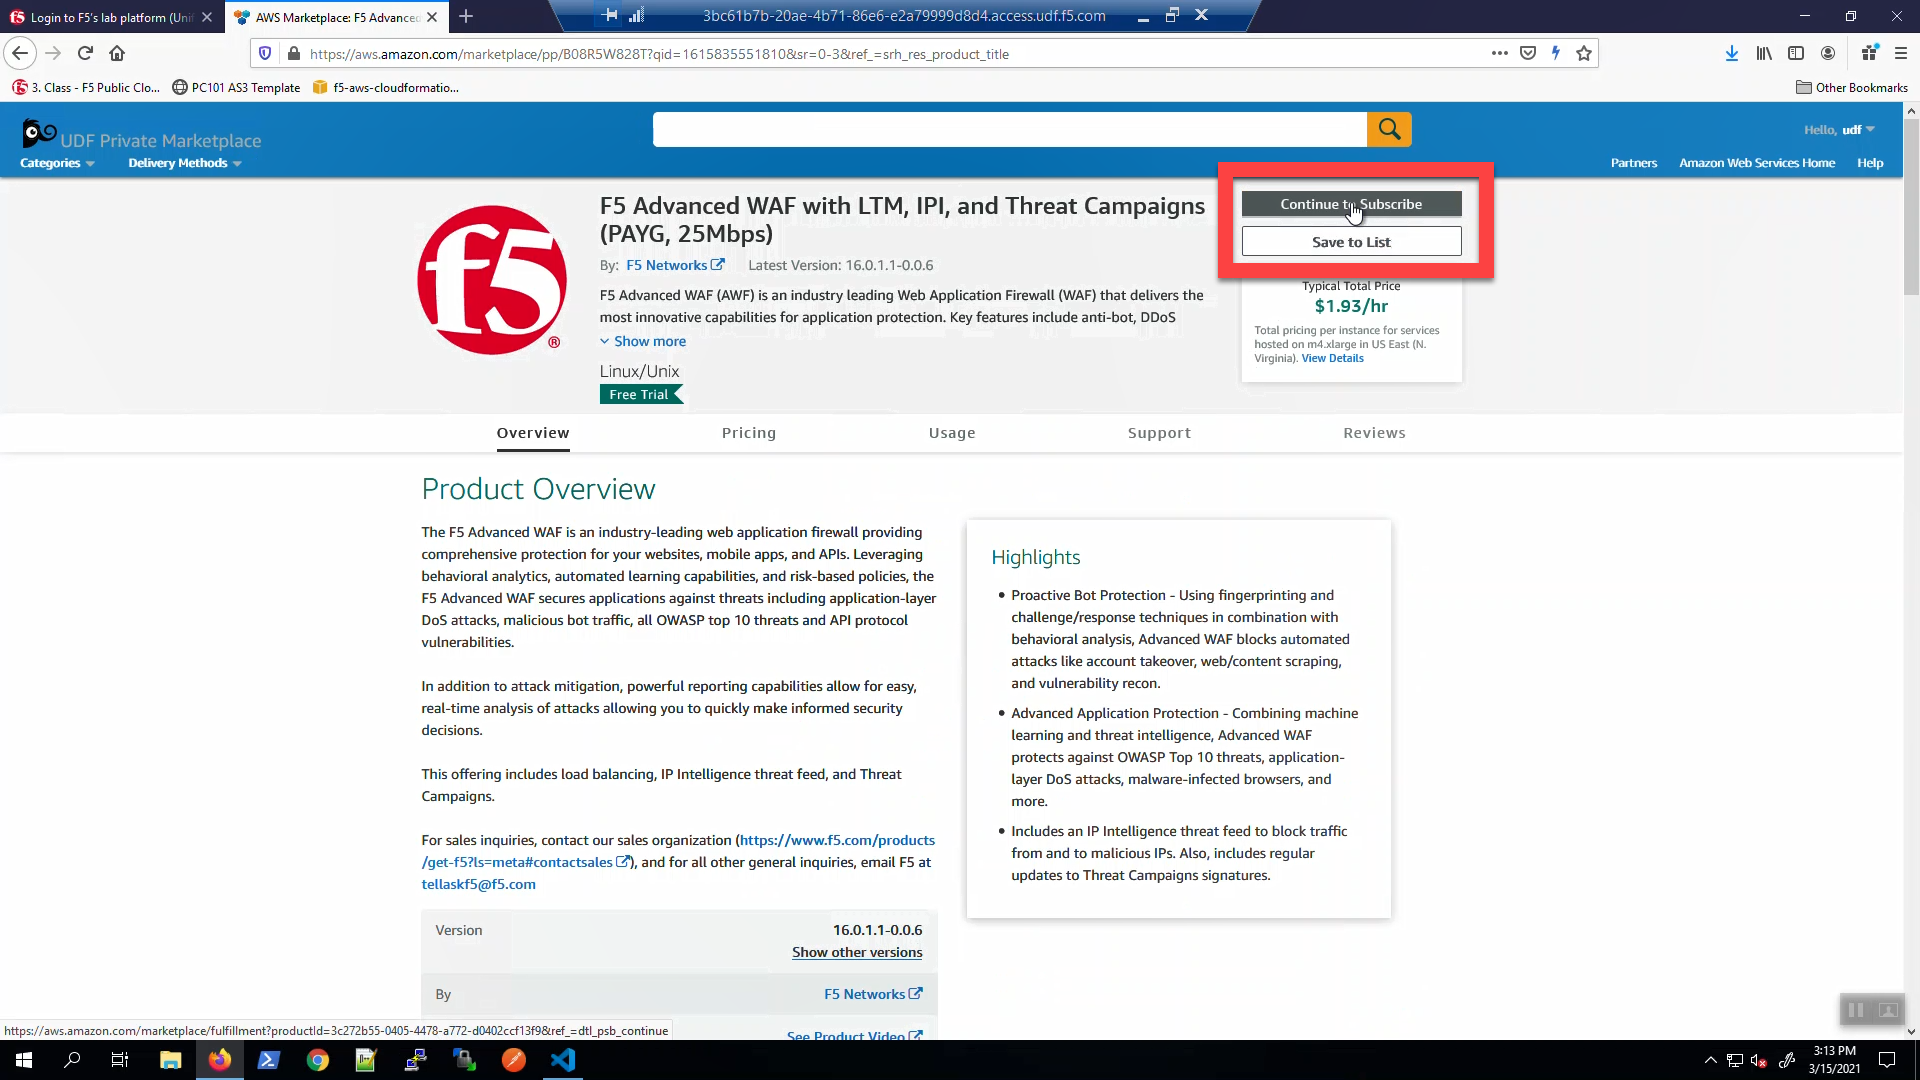 Login to F5's lab platform (Unif
AWS Marketplace: F5 Advanced
3bc61b7b-20ae-4b71-86e6-e2a79999d8d4.access.udf.f5.com
https://aws.amazon.com/marketplace/pp/B08R5W828T?qid=1615835551810&sr=0-3&ref_=srh_res_product_title
3. Class - F5 Public Clo...
PC101 AS3 Template
f5-aws-cloudformatio...
Other Bookmarks
UDF Private Marketplace
Hello, udf
Categories
Delivery Methods
Partners
Amazon Web Services Home
Help
F5 Advanced WAF with LTM, IPI, and Threat Campaigns
(PAYG, 25Mbps)
By: F5 Networks
Latest Version: 16.0.1.1-0.0.6
F5 Advanced WAF (AWF) is an industry leading Web Application Firewall (WAF) that delivers the
most innovative capabilities for application protection. Key features include anti-bot, DDoS
Show more
Linux/Unix
Free Trial
f5
®
Continue to Subscribe
Save to List
Typical Total Price
$1.93/hr
Total pricing per instance for services
hosted on m4.xlarge in US East (N.
Virginia). View Details
Overview
Pricing
Usage
Support
Reviews
Product Overview
The F5 Advanced WAF is an industry-leading web application firewall providing
comprehensive protection for your websites, mobile apps, and APIs. Leveraging
behavioral analytics, automated learning capabilities, and risk-based policies, the
F5 Advanced WAF secures applications against threats including application-layer
DoS attacks, malicious bot traffic, all OWASP top 10 threats and API protocol
vulnerabilities.
In addition to attack mitigation, powerful reporting capabilities allow for easy,
real-time analysis of attacks allowing you to quickly make informed security
decisions.
This offering includes load balancing, IP Intelligence threat feed, and Threat
Campaigns.
For sales inquiries, contact our sales organization (https://www.f5.com/products
/get-f5?ls=meta#contactsales), and for all other general inquiries, email F5 at
tellaskf5@f5.com
Version
16.0.1.1-0.0.6
Show other versions
By
F5 Networks
See Product Video
Highlights
Proactive Bot Protection - Using fingerprinting and
challenge/response techniques in combination with
behavioral analysis, Advanced WAF blocks automated
attacks like account takeover, web/content scraping,
and vulnerability recon.
Advanced Application Protection - Combining machine
learning and threat intelligence, Advanced WAF
protects against OWASP Top 10 threats, application-
layer DoS attacks, malware-infected browsers, and
more.
Includes an IP Intelligence threat feed to block traffic
from and to malicious IPs. Also, includes regular
updates to Threat Campaigns signatures.
https://aws.amazon.com/marketplace/fulfillment?productId=3c272b55-0405-4478-a772-d0402ccf13f9&ref_=dtl_psb_continue
3:13 PM
3/15/2021